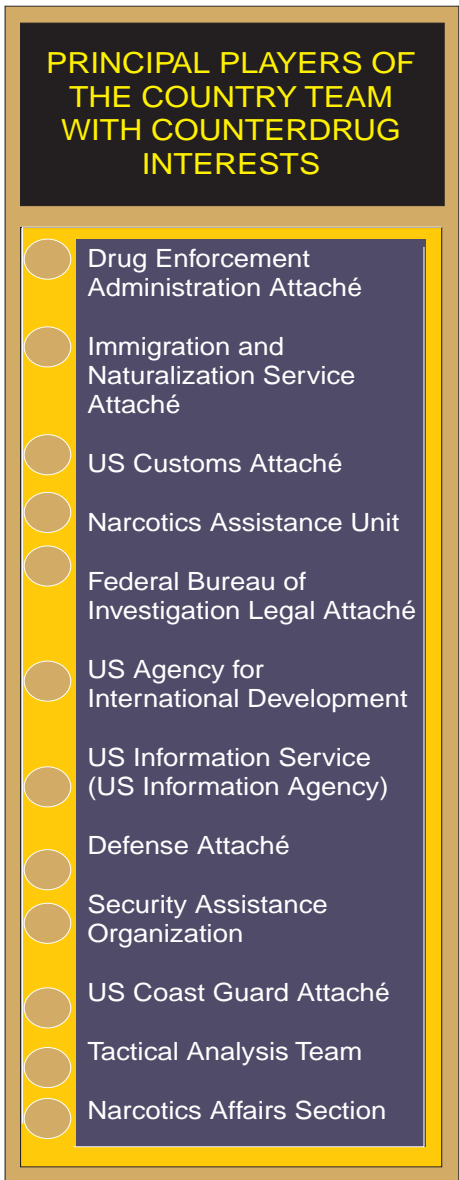 PRINCIPAL PLAYERS OF
THE COUNTRY TEAM
WITH COUNTERDRUG
INTERESTS
Drug Enforcement
Administration Attaché
Immigration and
Naturalization Service
Attaché
US Customs Attaché
Narcotics Assistance Unit
Federal Bureau of
Investigation Legal Attaché
US Agency for
International Development
US Information Service
(US Information Agency)
Defense Attaché
Security Assistance
Organization
US Coast Guard Attaché
Tactical Analysis Team
Narcotics Affairs Section